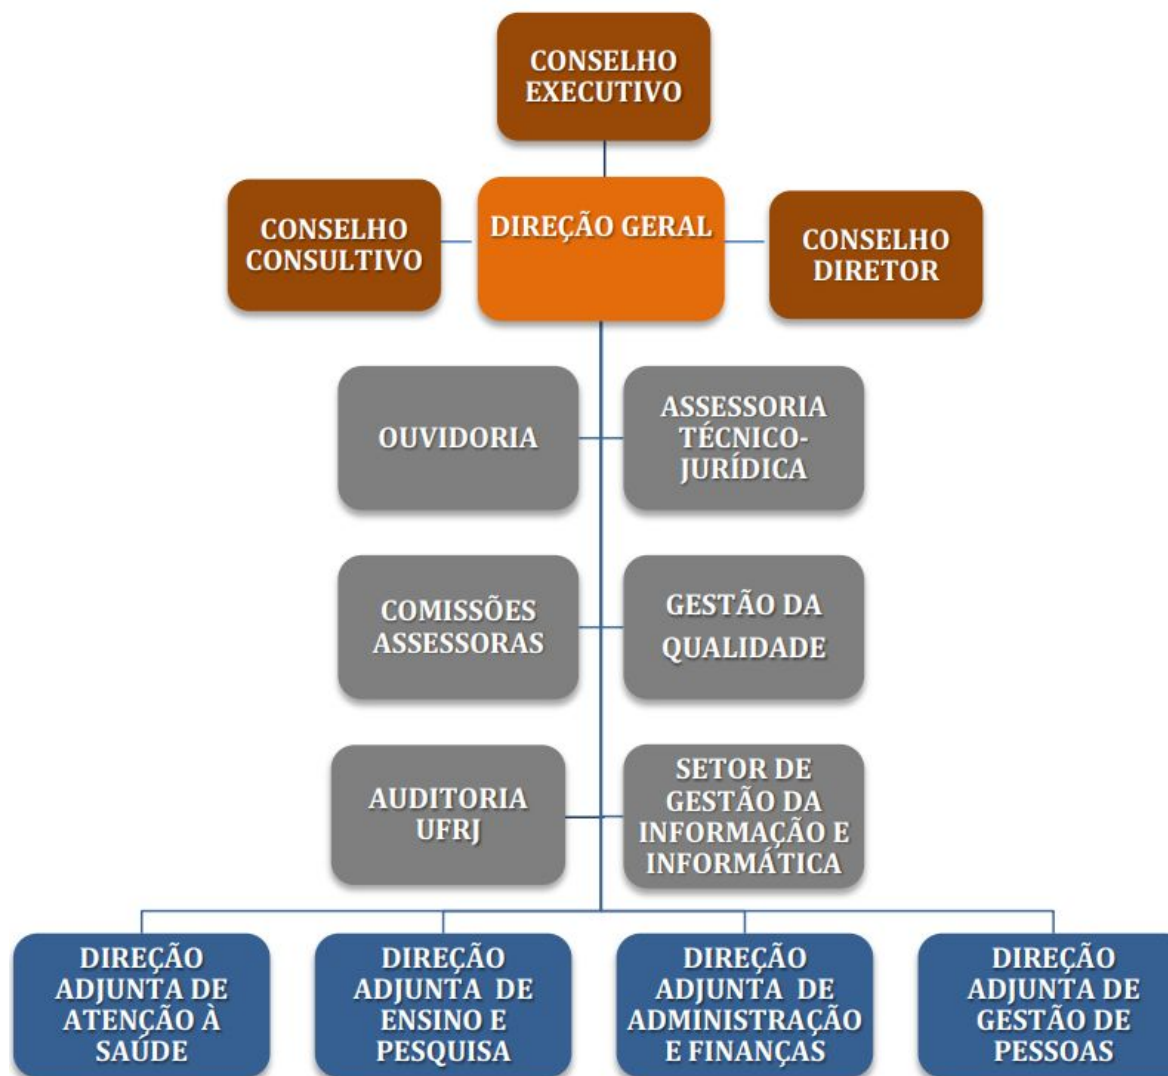 CONSELHO
EXECUTIVO
CONSELHO
CONSULTIVO
DIREÇÃO GERAL
CONSELHO
DIRETOR
OUVIDORIA
ASSESSORIA
TÉCNICO-
JURÍDICA
COMISSÕES
ASSESSORAS
GESTÃO DA
QUALIDADE
AUDITORIA
UFRJ
SETOR DE
GESTÃO DA
INFORMAÇÃO E
INFORMÁTICA
DIREÇÃO
ADJUNTA DE
ATENÇÃO À
SAÚDE
DIREÇÃO
ADJUNTA DE
ENSINO E
PESQUISA
DIREÇÃO
ADJUNTA DE
ADMINISTRAÇÃO
E FINANÇAS
DIREÇÃO
ADJUNTA DE
GESTÃO DE
PESSOAS